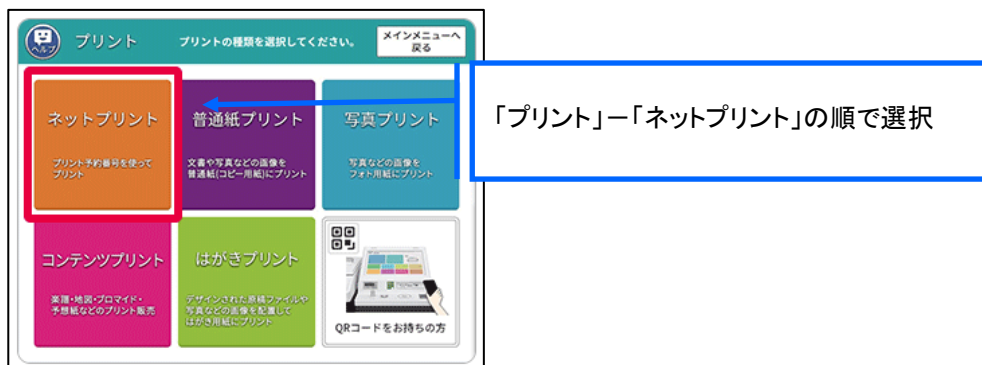 ヘルプ
プリント
プリントの種類を選択してください。
メインメニューへ
戻る
ネットプリント
プリント予約番号を使って
プリント
普通紙プリント
文書や写真などの画像を
普通紙(コピー用紙)にプリント
写真プリント
写真などの画像を
フォト用紙にプリント
「プリント」－「ネットプリント」の順で選択
コンテンツプリント
楽譜・地図・ブロマイド・
予想紙などのプリント販売
はがきプリント
デザインされた原稿ファイルや
写真などの画像を配置して
はがき用紙にプリント
QRコードをお持ちの方